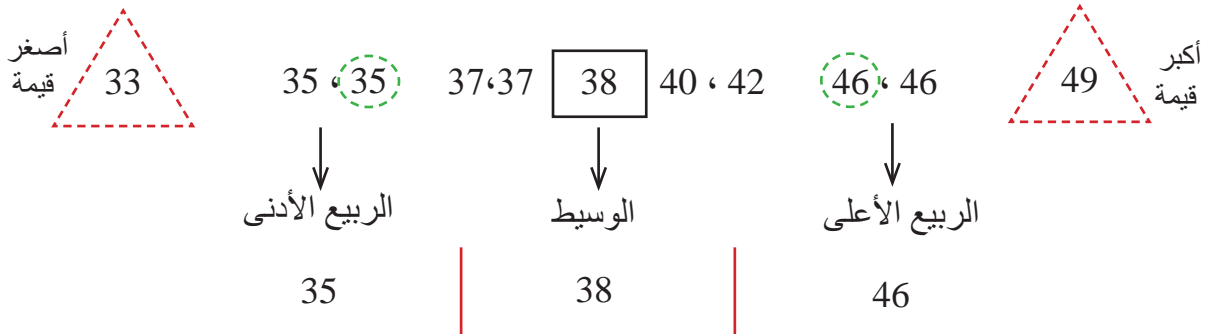 أصغر قيمة
33
35 ، 35
37،37
38
40 ، 42
46 ، 46
49
أكبر قيمة
الربيع الأدنى
الوسيط
الربيع الأعلى
35
38
46